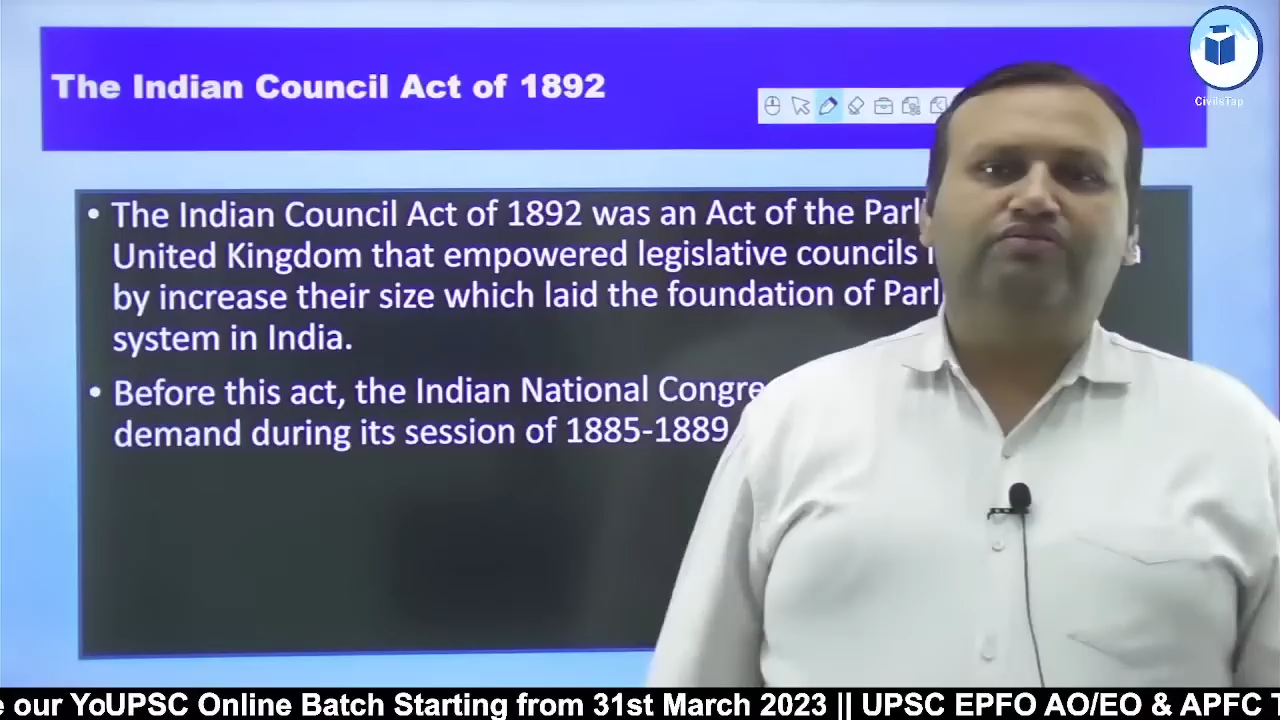 The Indian Council Act of 1892
CivilsTap
• The Indian Council Act of 1892 was an Act of the
United Kingdom that empowered legislative councils
by increase their size which laid the foundation of
system in India.
• Before this act, the Indian National
demand during its session of 1885-1889
our YoUPSC Online Batch Starting from 31st March 2023 || UPSC EPFO AO/EO & APFC